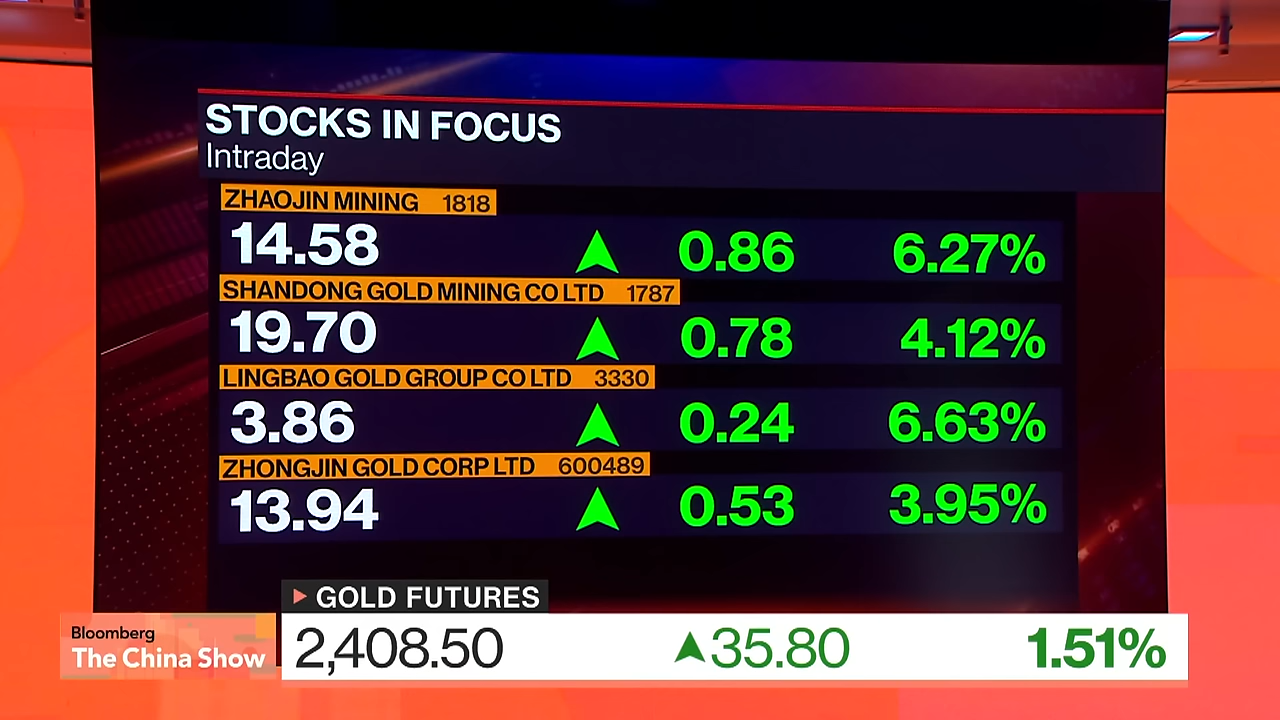 STOCKS IN FOCUS
Intraday
ZHAOJIN MINING 1818
14.58 ▲ 0.86 6.27%
SHANDONG GOLD MINING CO LTD 1787
19.70 ▲ 0.78 4.12%
LINGBAO GOLD GROUP CO LTD 3330
3.86 ▲ 0.24 6.63%
ZHONGJIN GOLD CORP LTD 600489
13.94 ▲ 0.53 3.95%
GOLD FUTURES
2,408.50 ▲35.80 1.51%
Bloomberg
The China Show